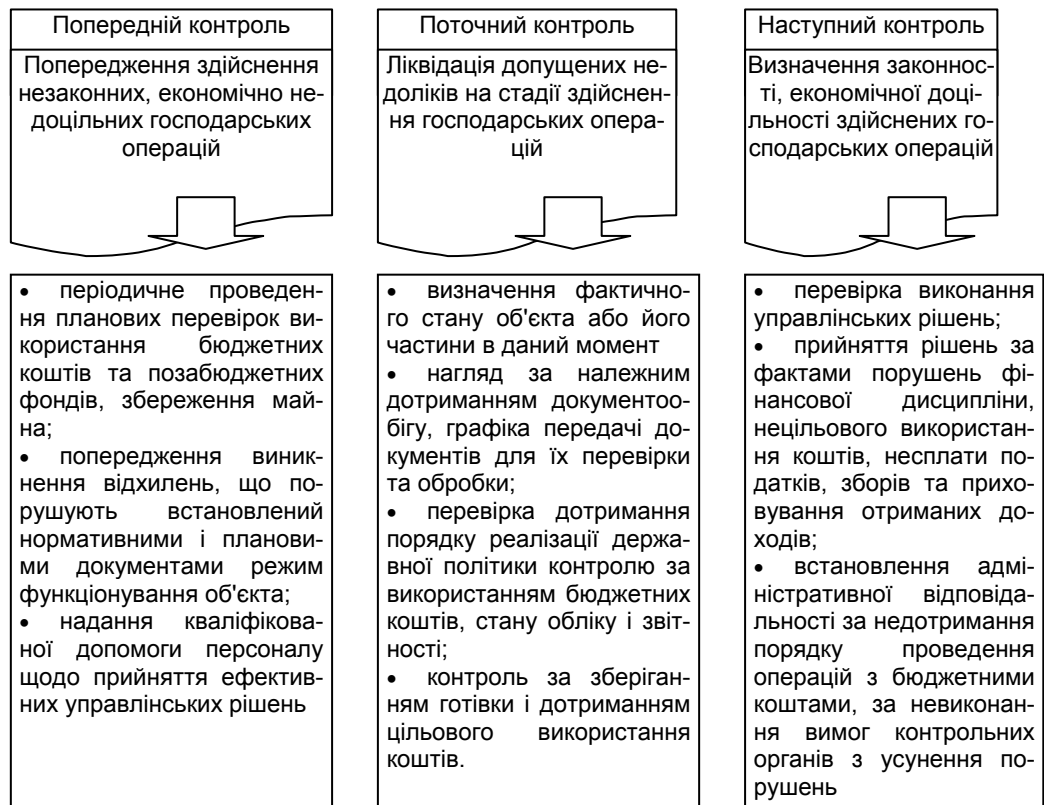 Попередній контроль
Попередження здійснення
незаконних, економічно не-
доцільних господарських
операцій
• періодичне проведен-
ня планових перевірок ви-
користання бюджетних
коштів та позабюджетних
фондів, збереження май-
на;
• попередження виник-
нення відхилень, що по-
рушують встановлений
нормативними і планови-
ми документами режим
функціонування об'єкта;
• надання кваліфікова-
ної допомоги персоналу
щодо прийняття ефектив-
них управлінських рішень
Поточний контроль
Ліквідація допущених не-
доліків на стадії здійснен-
ня господарських опера-
цій
• визначення фактично-
го стану об'єкта або його
частини в даний момент
• нагляд за належним
дотриманням документоо-
бігу, графіка передачі до-
кументів для їх перевірки
та обробки;
• перевірка дотримання
порядку реалізації держа-
вної політики контролю за
використанням бюджетних
коштів, стану обліку і звіт-
ності;
• контроль за зберіган-
ням готівки і дотриманням
цільового використання
коштів.
Наступний контроль
Визначення законнос-
ті, економічної доці-
льності здійснених го-
сподарських операцій
• перевірка виконання
управлінських рішень;
• прийняття рішень за
фактами порушень фі-
нансової дисципліни,
нецільового використан-
ня коштів, несплати по-
датків, зборів та прихо-
вування отриманих до-
ходів;
• встановлення адмі-
ністративної відповіда-
льності за недотримання
порядку проведення
операцій з бюджетними
коштами, за невиконан-
ня вимог контрольних
органів з усунення по-
рушень